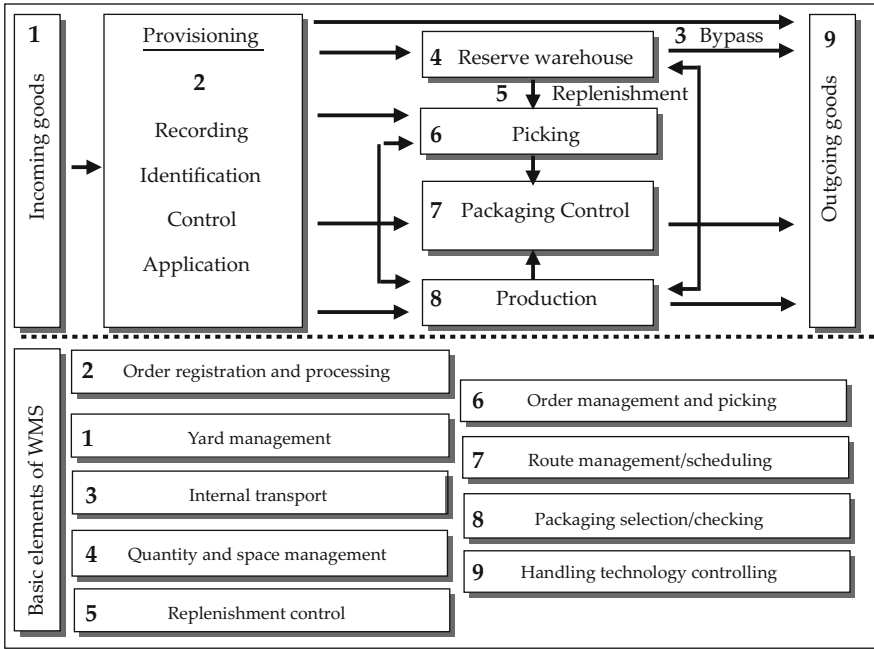 1
Incoming goods
Provisioning
2
Recording
Identification
Control
Application
4 Reserve warehouse
3 Bypass
5 Replenishment
6 Picking
7 Packaging Control
8 Production
9
Outgoing goods
Basic elements of WMS
2 Order registration and processing
1 Yard management
3 Internal transport
4 Quantity and space management
5 Replenishment control
6 Order management and picking
7 Route management/scheduling
8 Packaging selection/checking
9 Handling technology controlling